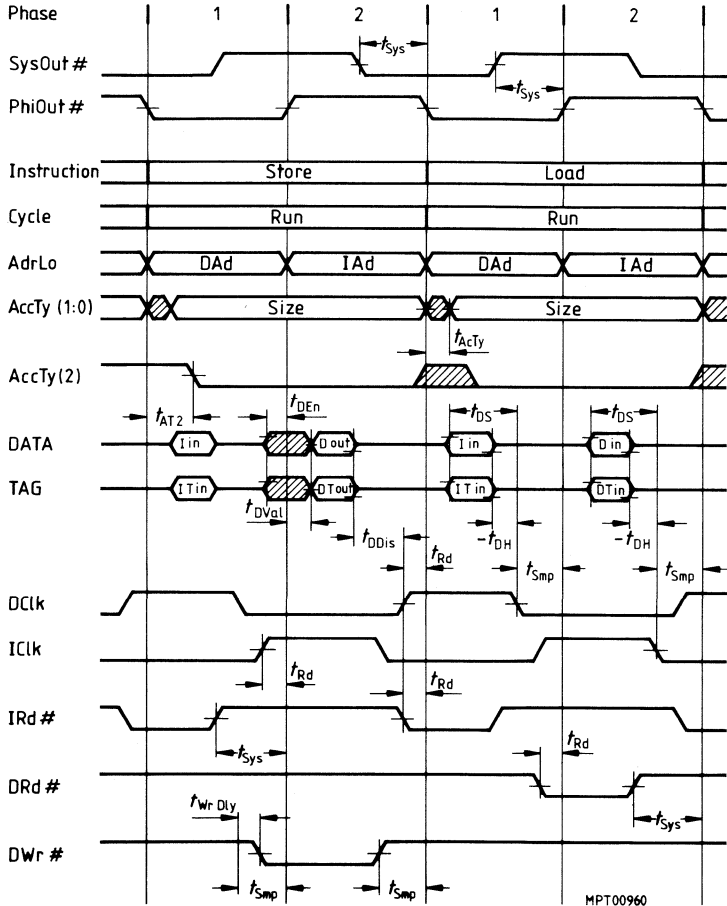 Phase 1 2 1 2
SysOut # tSys
tSys
PhiOut #
Instruction Store Load
Cycle Run Run
AdrLo DAd IAd DAd IAd
AccTy (1:0) Size Size
tAcTy
AccTy(2)
tAT2 tDEn tDS tDS
DATA I in D out I in D in
TAG ITin DTout ITin DTin
tDVal tDDis -tDH -tDH
tRd tSmp tSmp
DClk
IClk
tRd tRd
IRd #
tSys tRd
DRd #
tWr Dly tSys
DWr #
tSmp tSmp
MPT00960